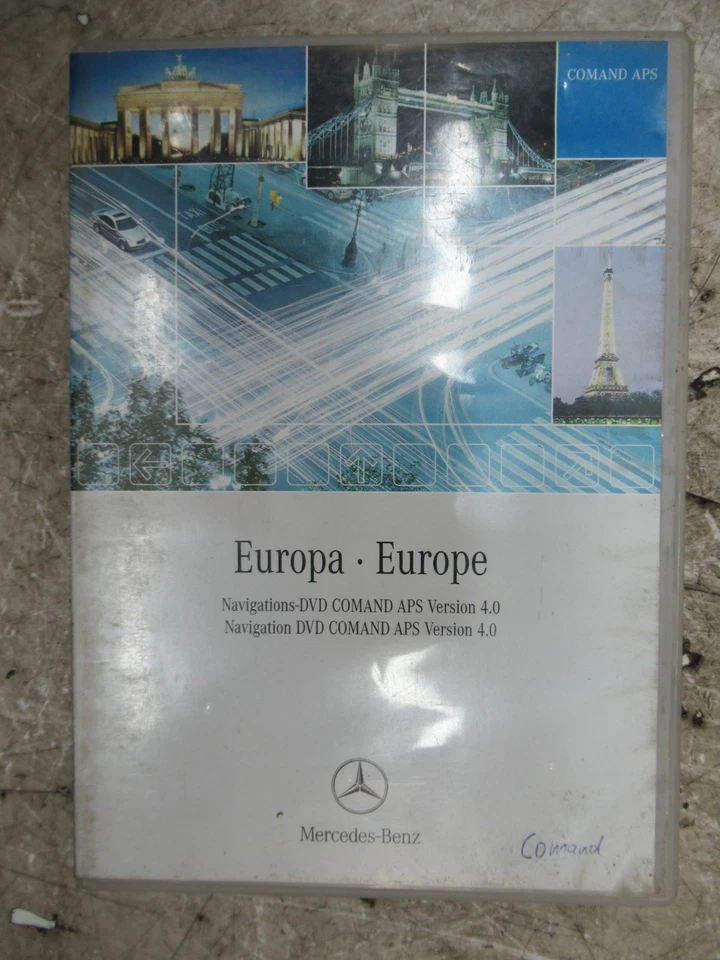 COMAND APS
Europa · Europe
Navigations-DVD COMAND APS Version 4.0
Navigation DVD COMAND APS Version 4.0
Mercedes-Benz
Comand